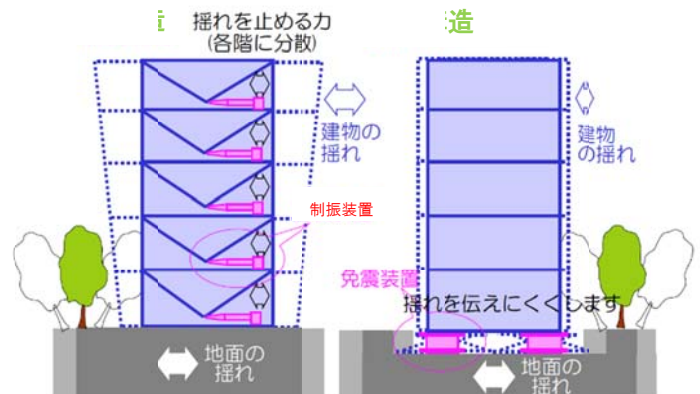 造
揺れを止める力
(各階に分散)
建物の
揺れ
制振装置
地面の
揺れ
造
建物
の揺れ
免震装置
揺れを伝えにくくします
地面の
揺れ